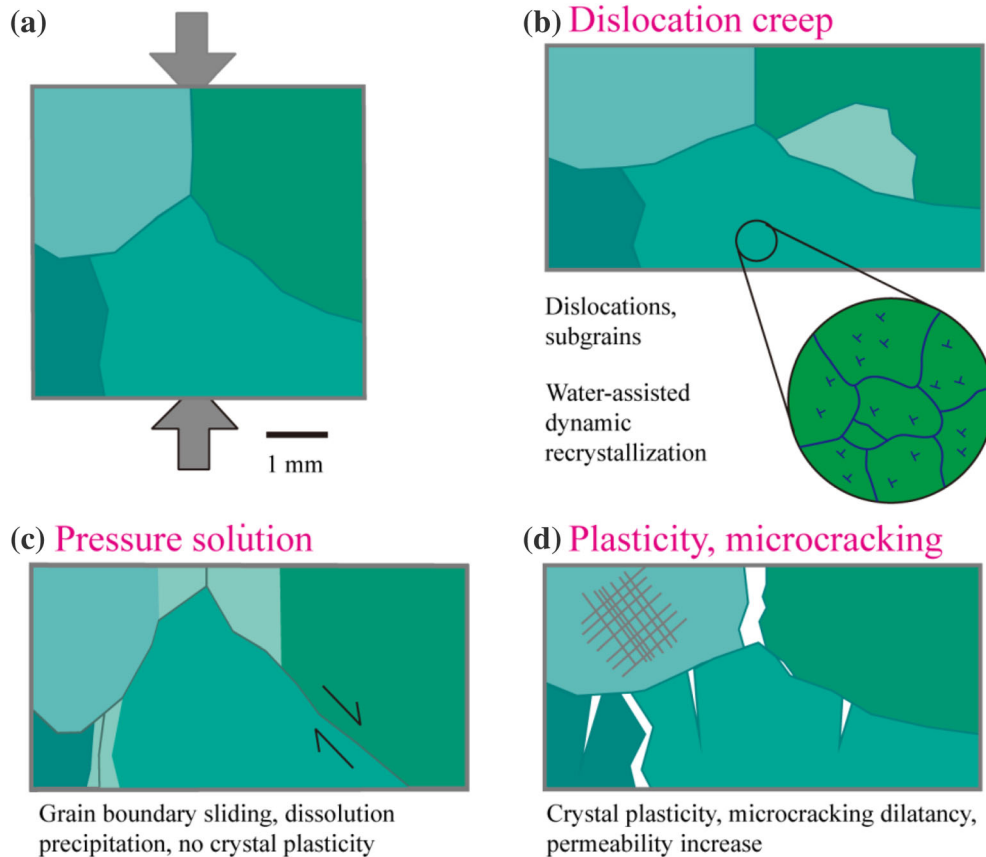 (a)
1 mm
(b) Dislocation creep
Dislocations,
subgrains
Water-assisted
dynamic
recrystallization
(c) Pressure solution
Grain boundary sliding, dissolution
precipitation, no crystal plasticity
(d) Plasticity, microcracking
Crystal plasticity, microcracking dilatancy,
permeability increase